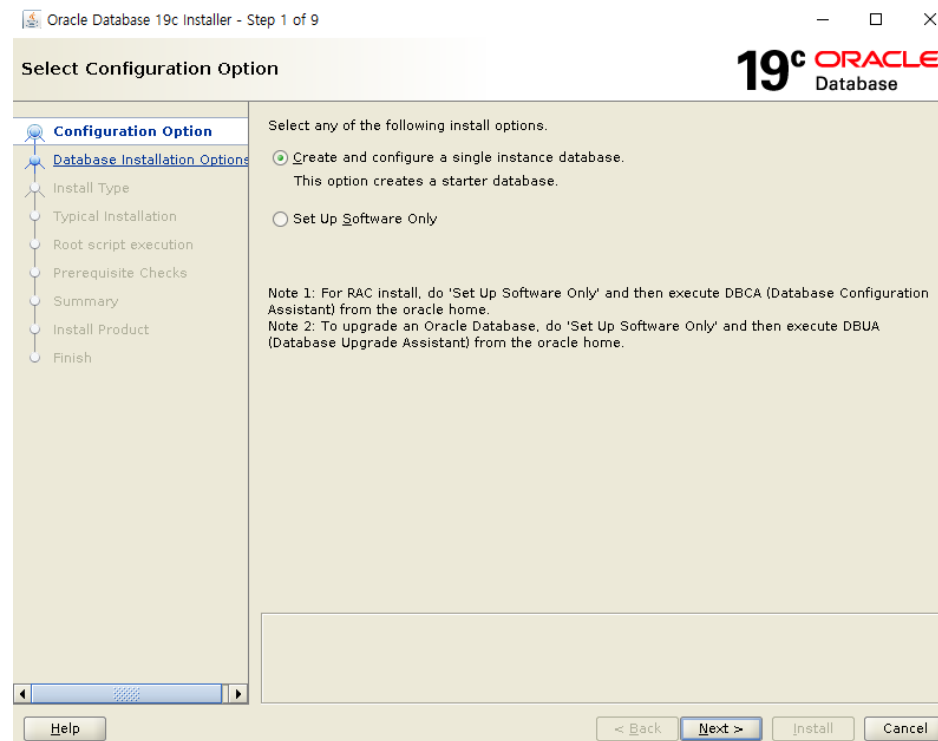 Oracle Database 19c Installer - Step 1 of 9
Select Configuration Option
19c ORACLE
Database
Configuration Option
Database Installation Options
Install Type
Typical Installation
Root script execution
Prerequisite Checks
Summary
Install Product
Finish
Select any of the following install options.
Create and configure a single instance database.
This option creates a starter database.
Set Up Software Only
Note 1: For RAC install, do 'Set Up Software Only' and then execute DBCA (Database Configuration
Assistant) from the oracle home.
Note 2: To upgrade an Oracle Database, do 'Set Up Software Only' and then execute DBUA
(Database Upgrade Assistant) from the oracle home.
Help
< Back
Next >
Install
Cancel